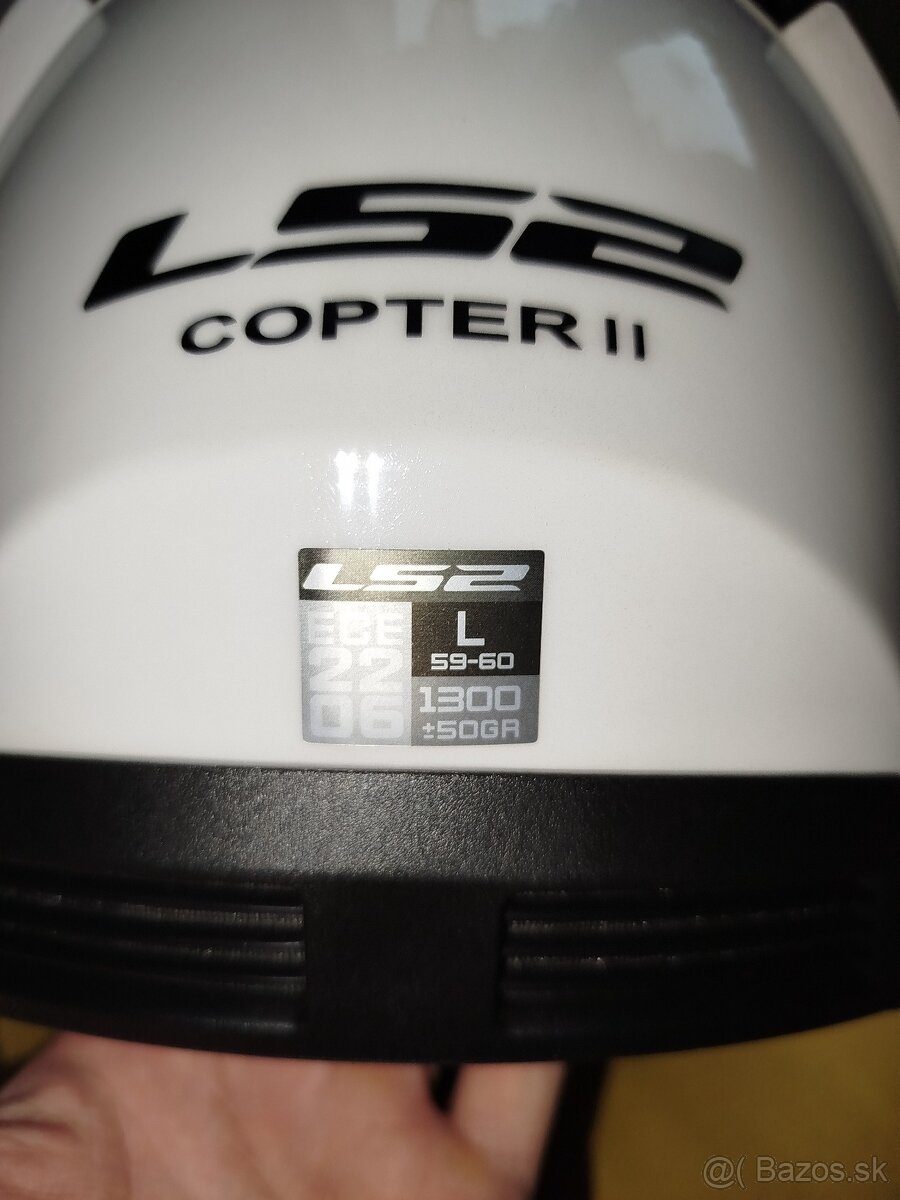 LS2
COPTER II
LS2
ECE
22
06
L
59-60
1300
±50GR
@( Bazos.sk